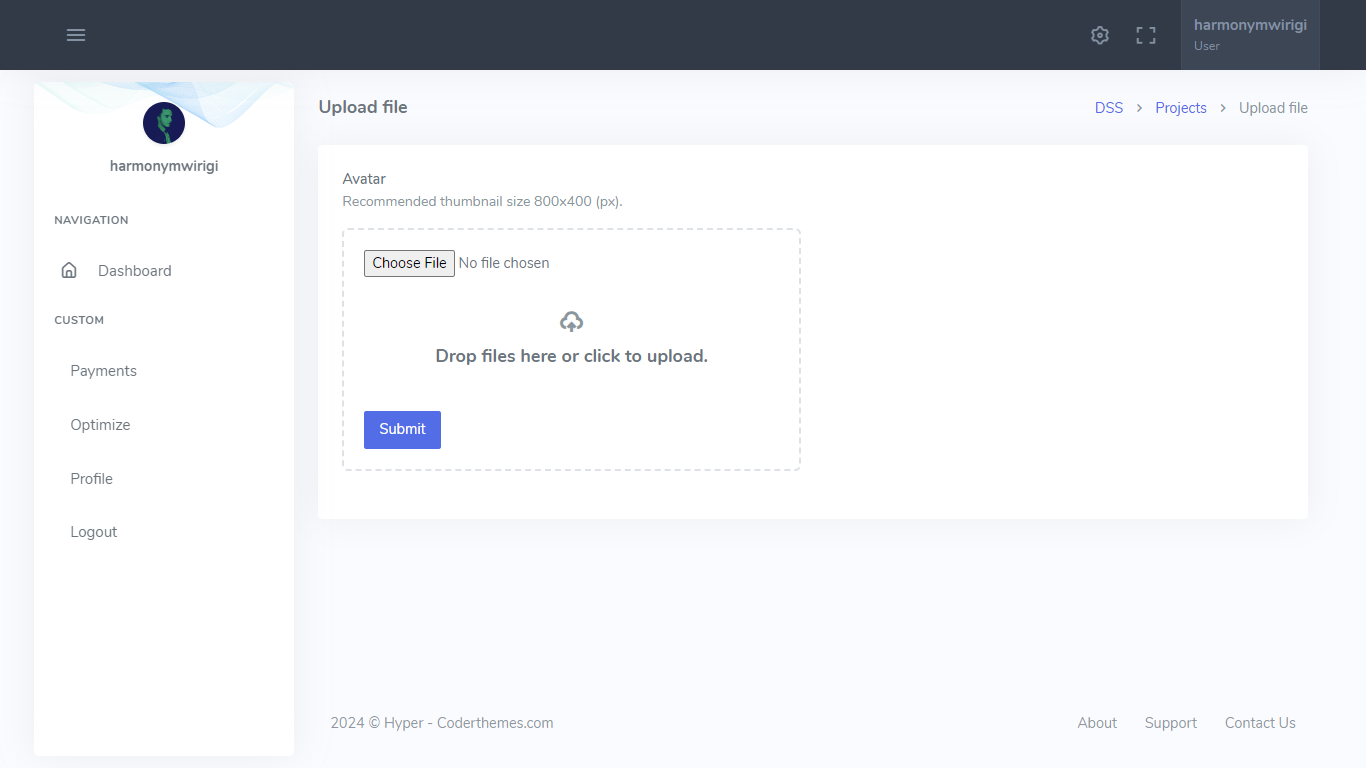 harmonymwirigi
User
harmonymwirigi
NAVIGATION
Dashboard
CUSTOM
Payments
Optimize
Profile
Logout
Upload file
DSS > Projects > Upload file
Avatar
Recommended thumbnail size 800x400 (px).
Choose File No file chosen
Drop files here or click to upload.
Submit
2024 © Hyper - Coderthemes.com
About Support Contact Us